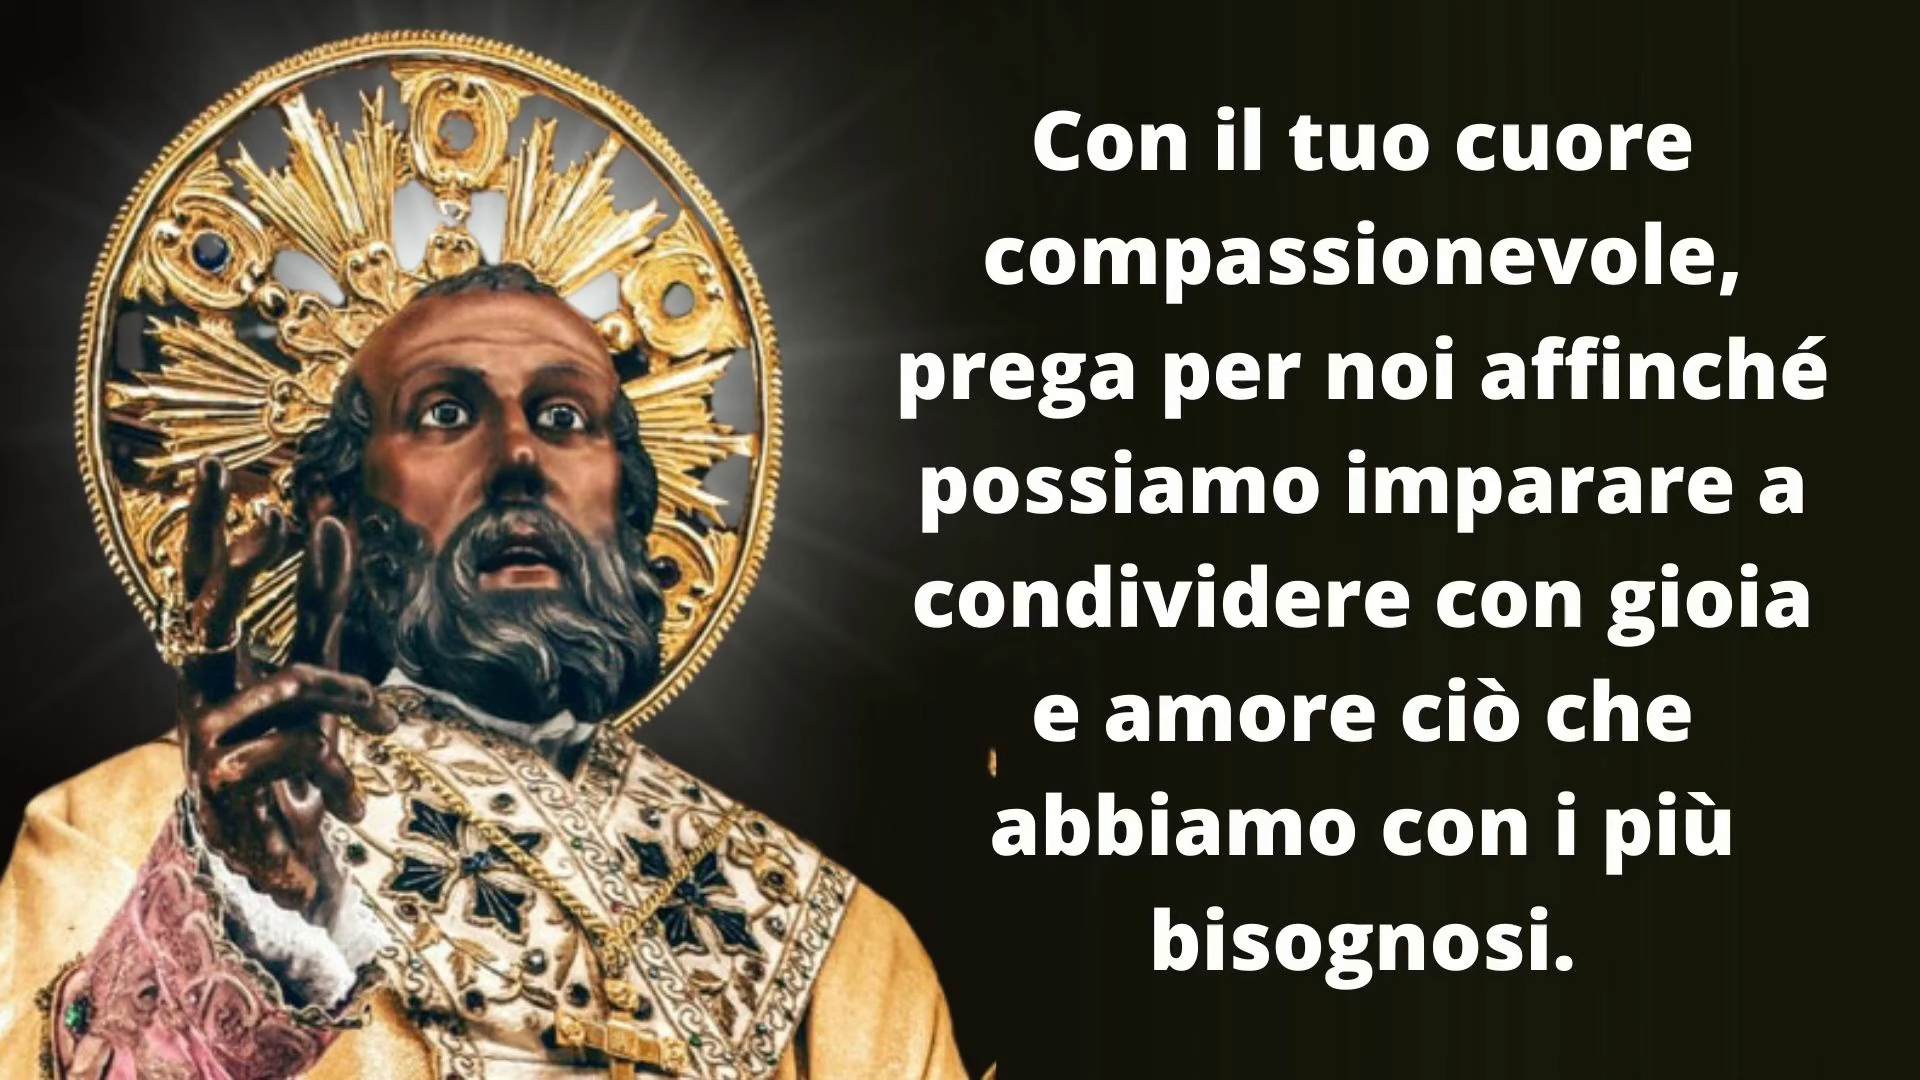 Con il tuo cuore
compassionevole,
prega per noi affinché
possiamo imparare a
condividere con gioia
e amore ciò che
abbiamo con i più
bisognosi.